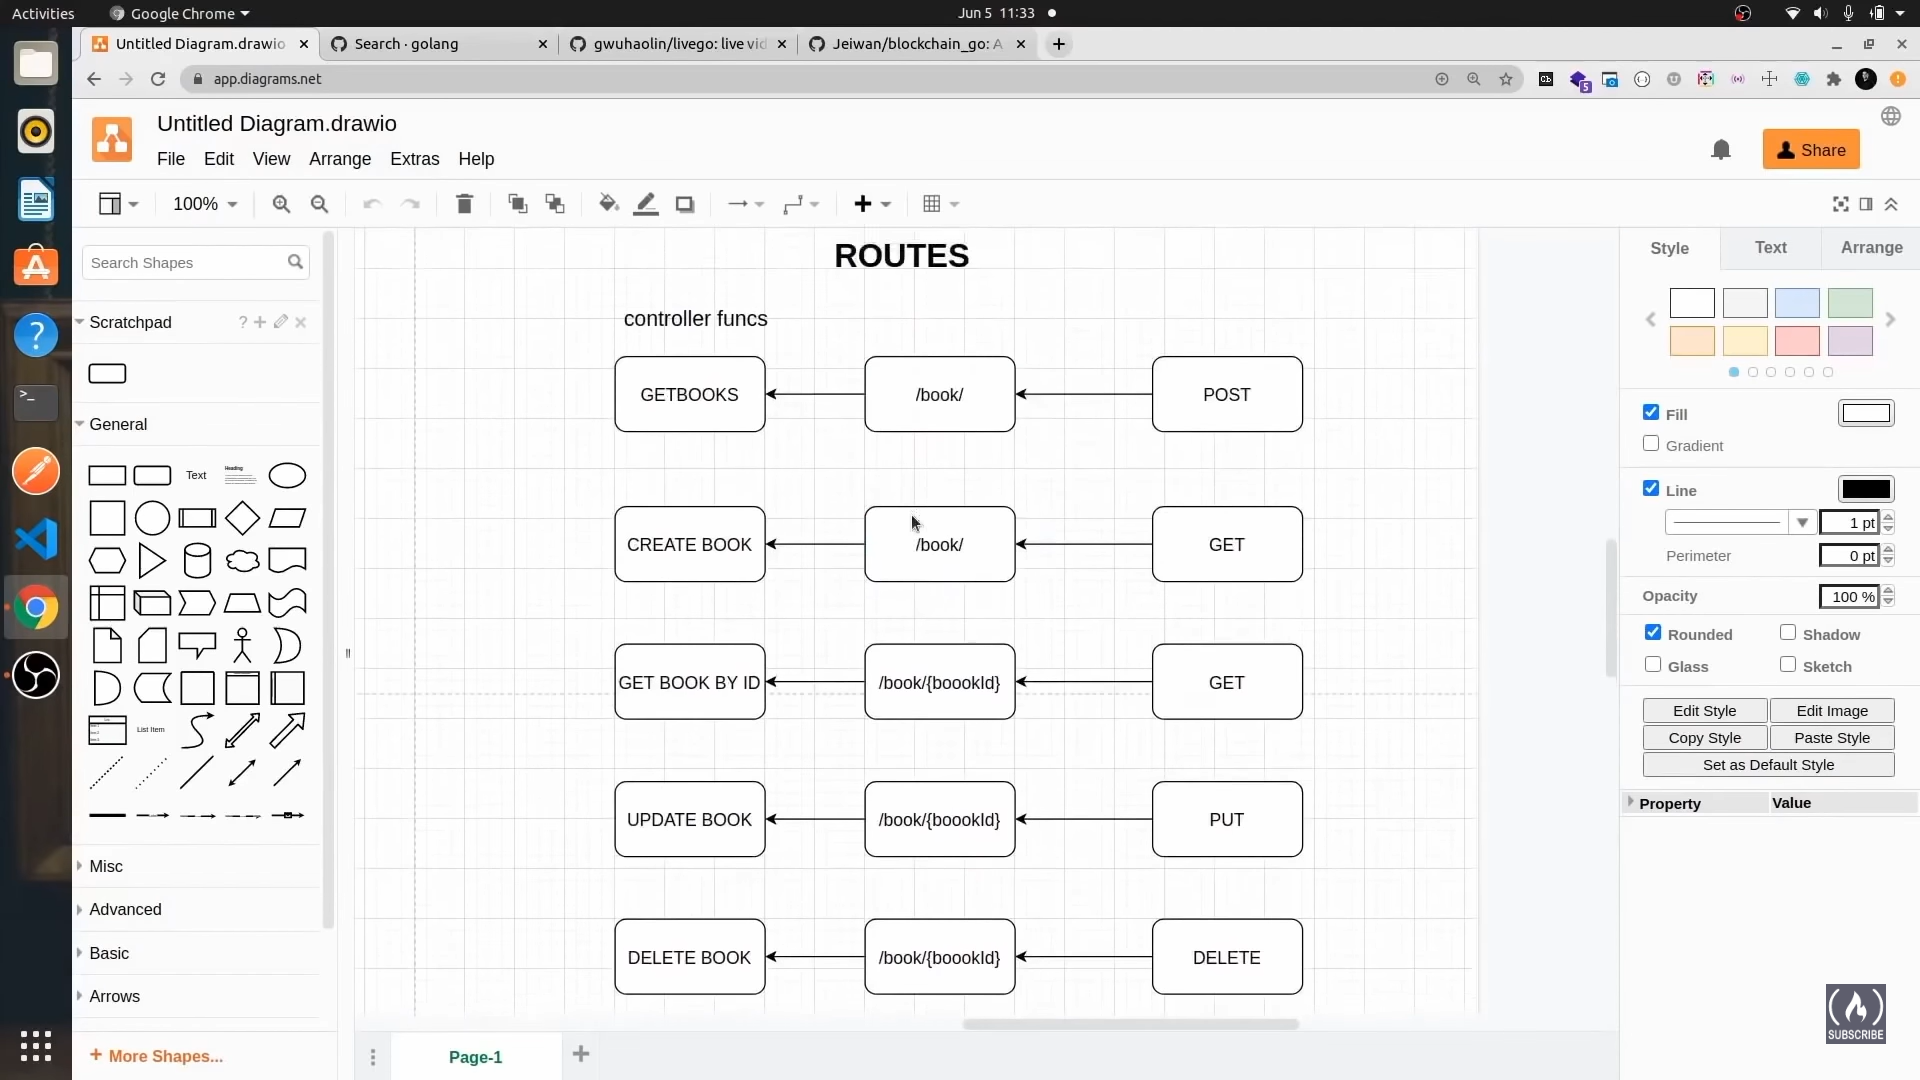 Activities
Google Chrome
Jun 5 11:33
Untitled Diagram.drawio
Search · golang
gwuhaolin/livego: live vid
Jeiwan/blockchain_go: A
app.diagrams.net
5
Untitled Diagram.drawio
File Edit View Arrange Extras Help
Share
100%
Search Shapes
Scratchpad
General
Text
Heading
List Item
Misc
Advanced
Basic
Arrows
+ More Shapes...
ROUTES
controller funcs
GETBOOKS /book/ POST
CREATE BOOK /book/ GET
GET BOOK BY ID /book/{boookId} GET
UPDATE BOOK /book/{boookId} PUT
DELETE BOOK /book/{boookId} DELETE
Page-1
Style Text Arrange
Fill
Gradient
Line
1 pt
Perimeter 0 pt
Opacity 100 %
Rounded Shadow
Glass Sketch
Edit Style Edit Image
Copy Style Paste Style
Set as Default Style
Property Value
SUBSCRIBE